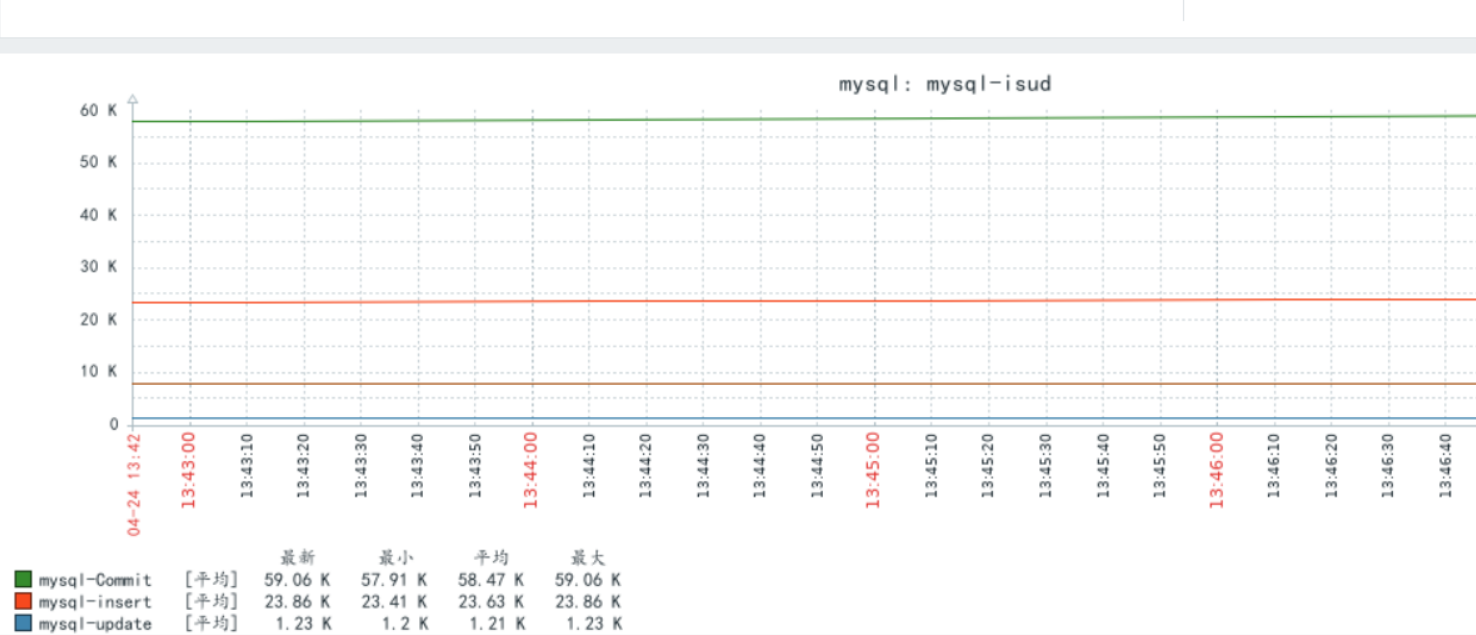 mysql: mysql-isud
60 K
50 K
40 K
30 K
20 K
10 K
0
04-24 13:42
13:43:00
13:43:10
13:43:20
13:43:30
13:43:40
13:43:50
13:44:00
13:44:10
13:44:20
13:44:30
13:44:40
13:44:50
13:45:00
13:45:10
13:45:20
13:45:30
13:45:40
13:45:50
13:46:00
13:46:10
13:46:20
13:46:30
13:46:40
最新 最小 平均 最大
mysql-Commit [平均] 59.06 K 57.91 K 58.47 K 59.06 K
mysql-insert [平均] 23.86 K 23.41 K 23.63 K 23.86 K
mysql-update [平均] 1.23 K 1.2 K 1.21 K 1.23 K